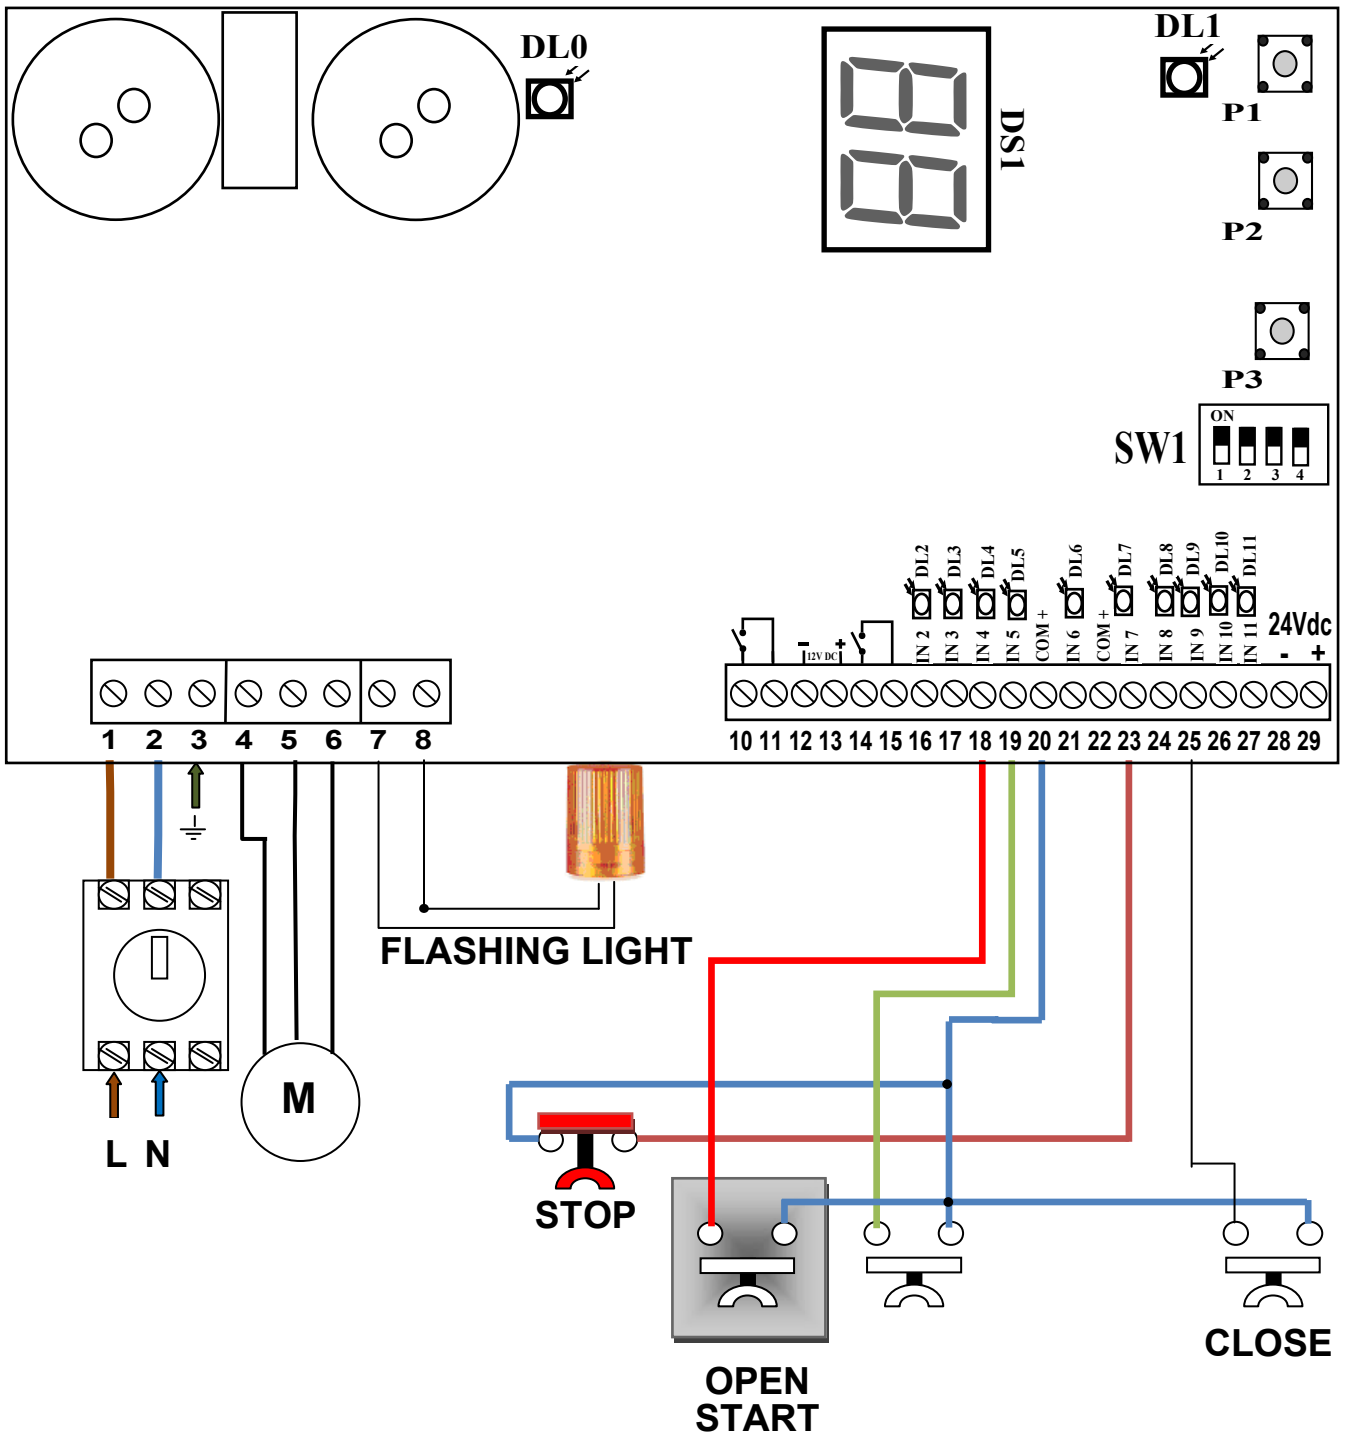 DL0
DL1
DS1
P1
P2
P3
SW1
ON
1 2 3 4
DL2 DL3 DL4 DL5 DL6 DL7 DL8 DL9 DL10 DL11
IN 2 IN 3 IN 4 IN 5 COM + IN 6 COM + IN 7 IN 8 IN 9 IN 10 IN 11
24Vdc
- +
- +
12V DC
1 2 3 4 5 6 7 8
10 11 12 13 14 15 16 17 18 19 20 21 22 23 24 25 26 27 28 29
FLASHING LIGHT
M
L N
STOP
OPEN
START
CLOSE